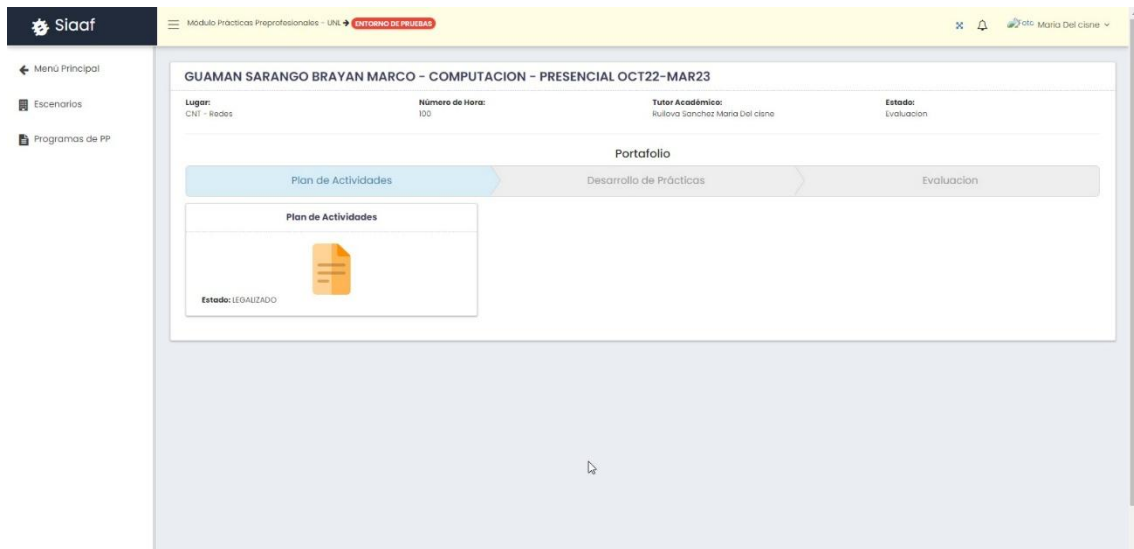 Siaaf
Módulo Prácticas Preprofesionales - UNL ENTORNO DE PRUEBAS
Foto Maria Del cisne
Menú Principal
Escenarios
Programas de PP
GUAMAN SARANGO BRAYAN MARCO - COMPUTACION - PRESENCIAL OCT22-MAR23
Lugar: Número de Hora: Tutor Académico: Estado:
CNT - Redes 100 Ruilova Sanchez Maria Del cisne Evaluacion
Portafolio
Plan de Actividades Desarrollo de Prácticas Evaluacion
Plan de Actividades
Estado: LEGALIZADO